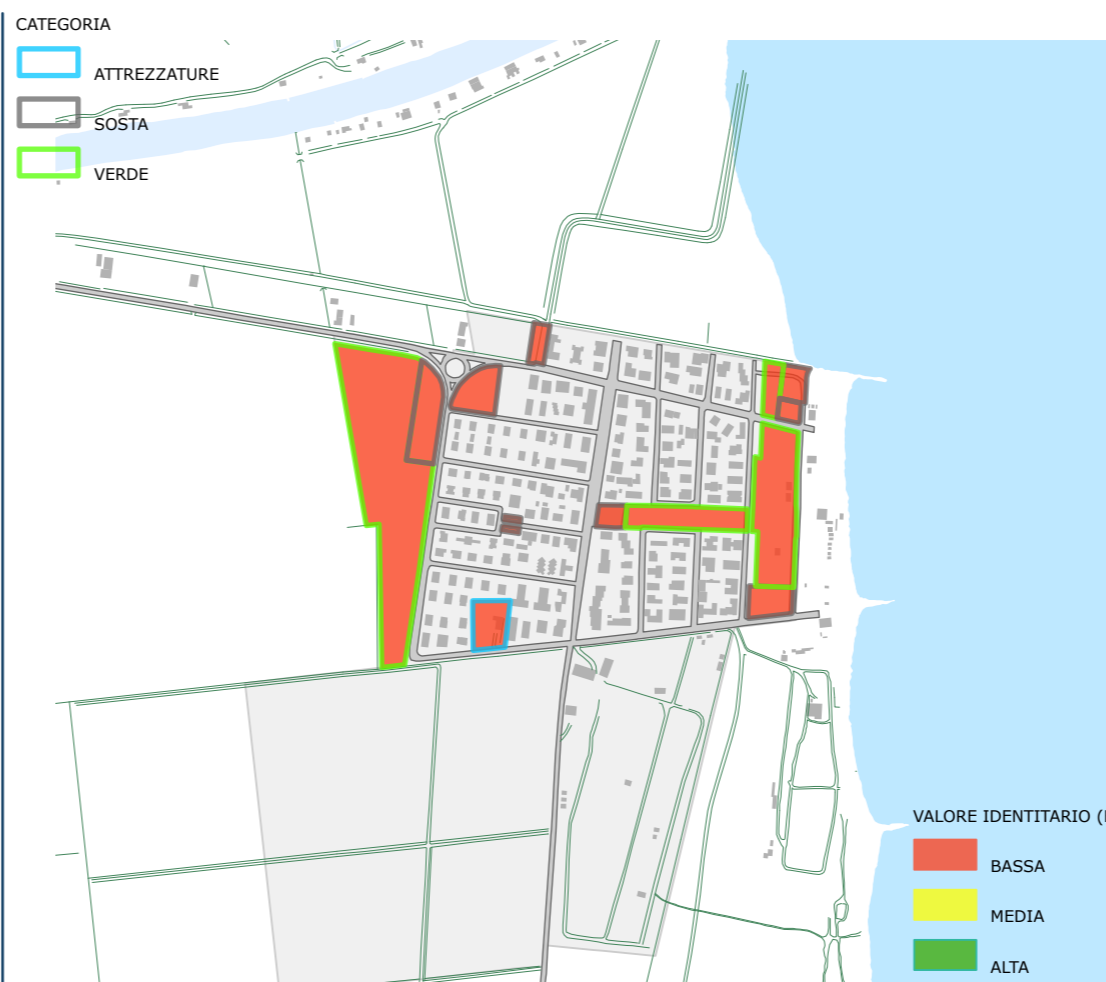 CATEGORIA
ATTREZZATURE
SOSTA
VERDE
VALORE IDENTITARIO (
BASSA
MEDIA
ALTA